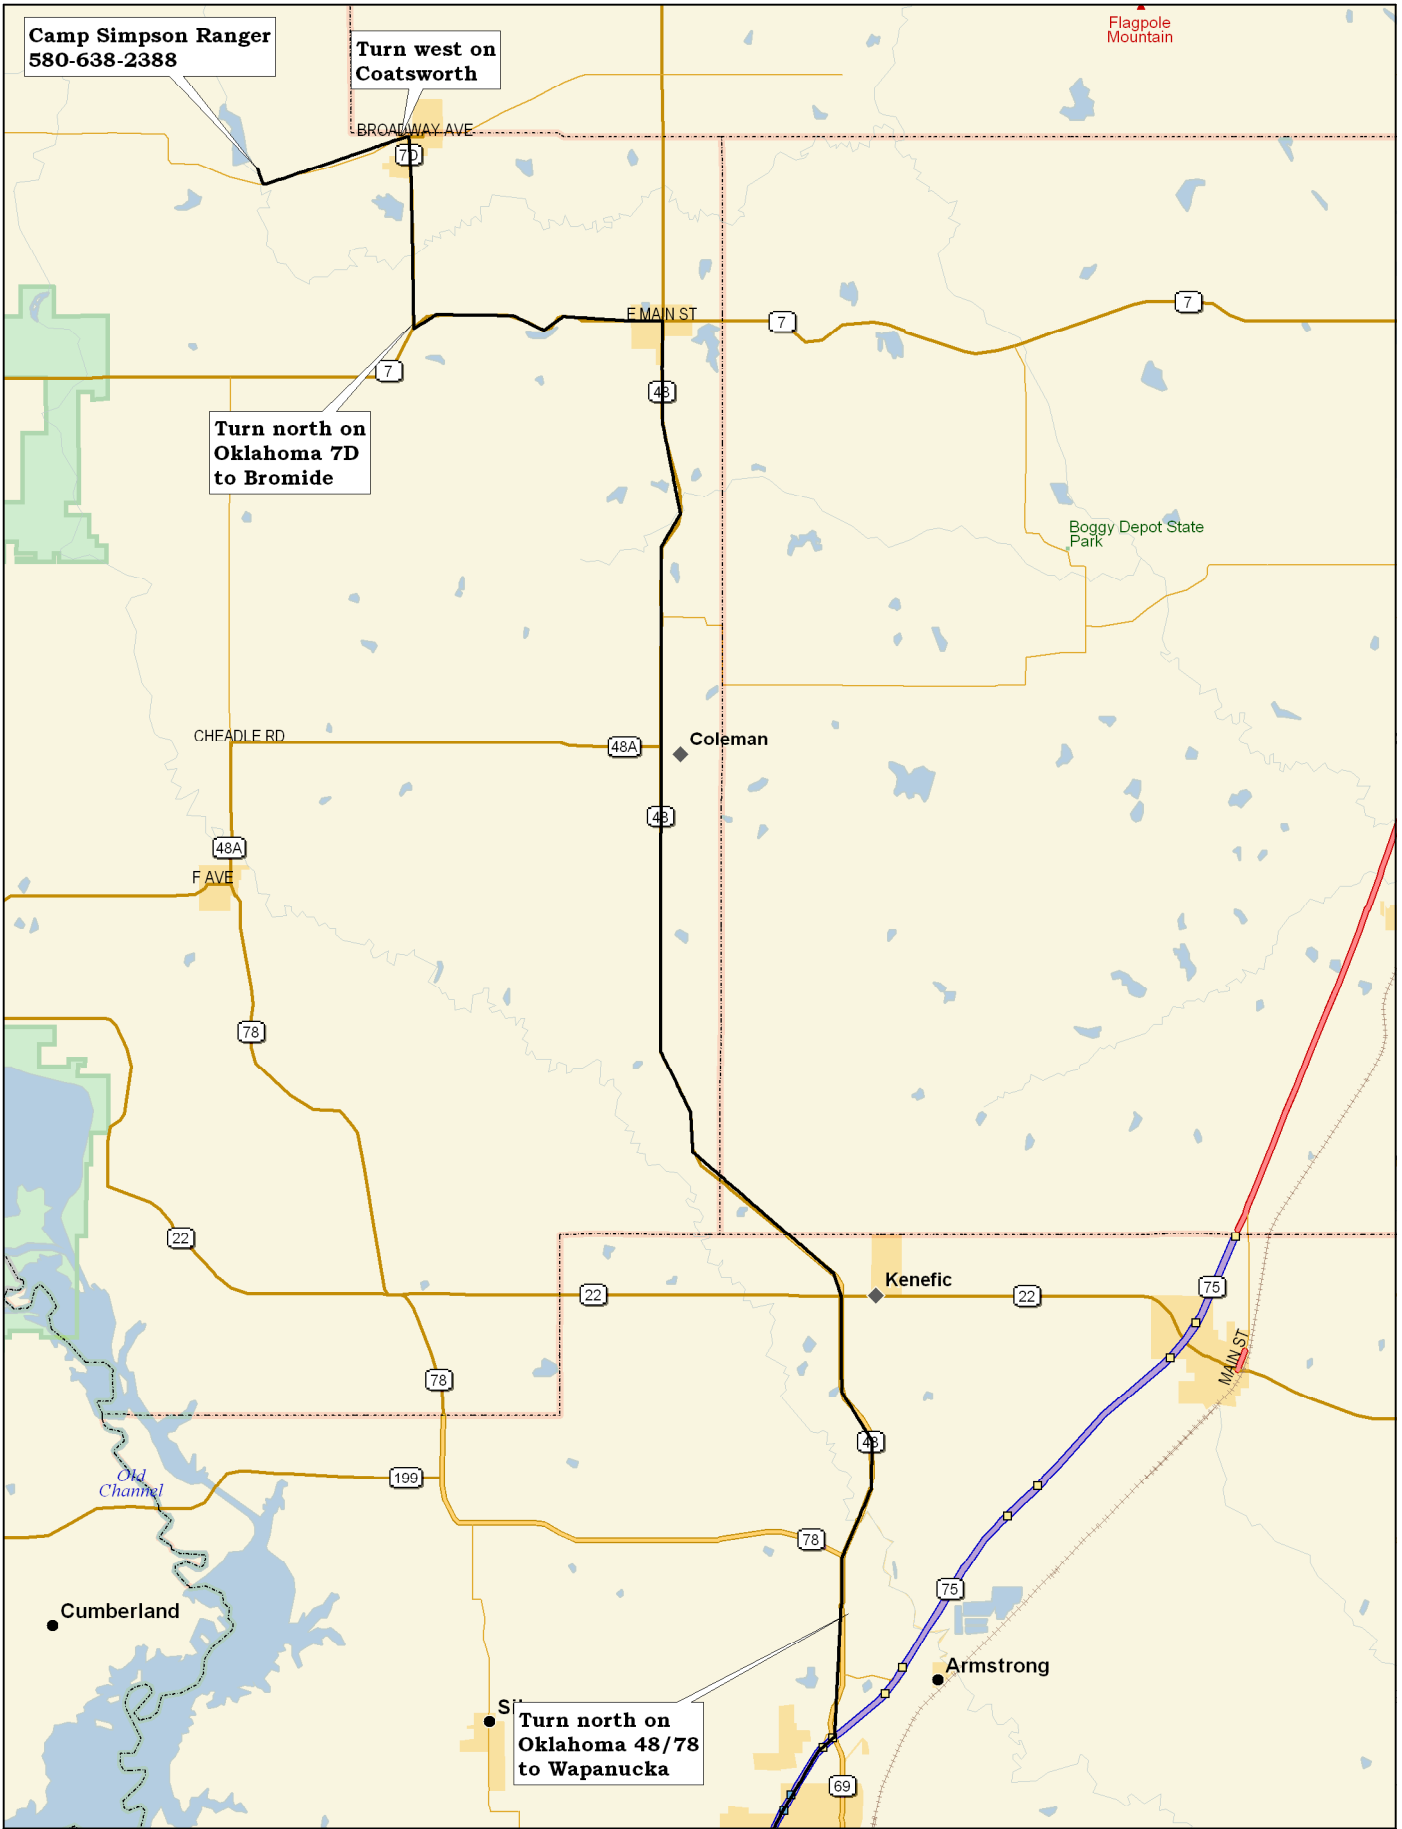 Flagpole
Mountain
Camp Simpson Ranger
580-638-2388
Turn west on
Coatsworth
BROADWAY AVE
7D
7
E MAIN ST
7
7
48
Turn north on
Oklahoma 7D
to Bromide
Boggy Depot State
Park
CHEADLE RD
48A
Coleman
48
48A
F AVE
78
22
22
Kenefic
22
75
MAIN ST
78
48
Old
Channel
199
78
75
Cumberland
Armstrong
Turn north on
Oklahoma 48/78
to Wapanucka
69